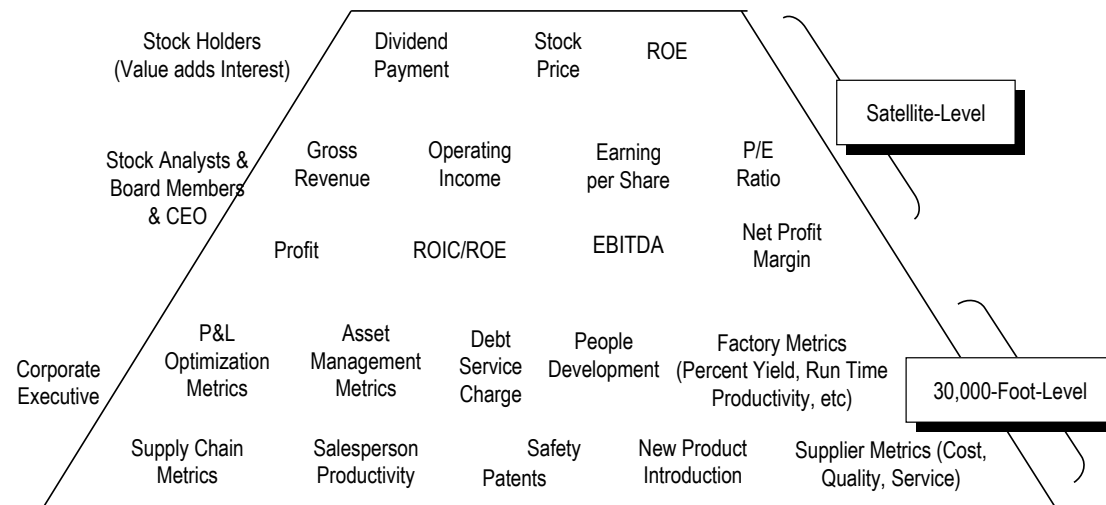 Stock Holders
(Value adds Interest)
Dividend
Payment
Stock
Price
ROE
Satellite-Level
Stock Analysts &
Board Members
& CEO
Gross
Revenue
Operating
Income
Earning
per Share
P/E
Ratio
Profit
ROIC/ROE
EBITDA
Net Profit
Margin
Corporate
Executive
P&L
Optimization
Metrics
Asset
Management
Metrics
Debt
Service
Charge
People
Development
Factory Metrics
(Percent Yield, Run Time
Productivity, etc)
30,000-Foot-Level
Supply Chain
Metrics
Salesperson
Productivity
Safety
Patents
New Product
Introduction
Supplier Metrics (Cost,
Quality, Service)